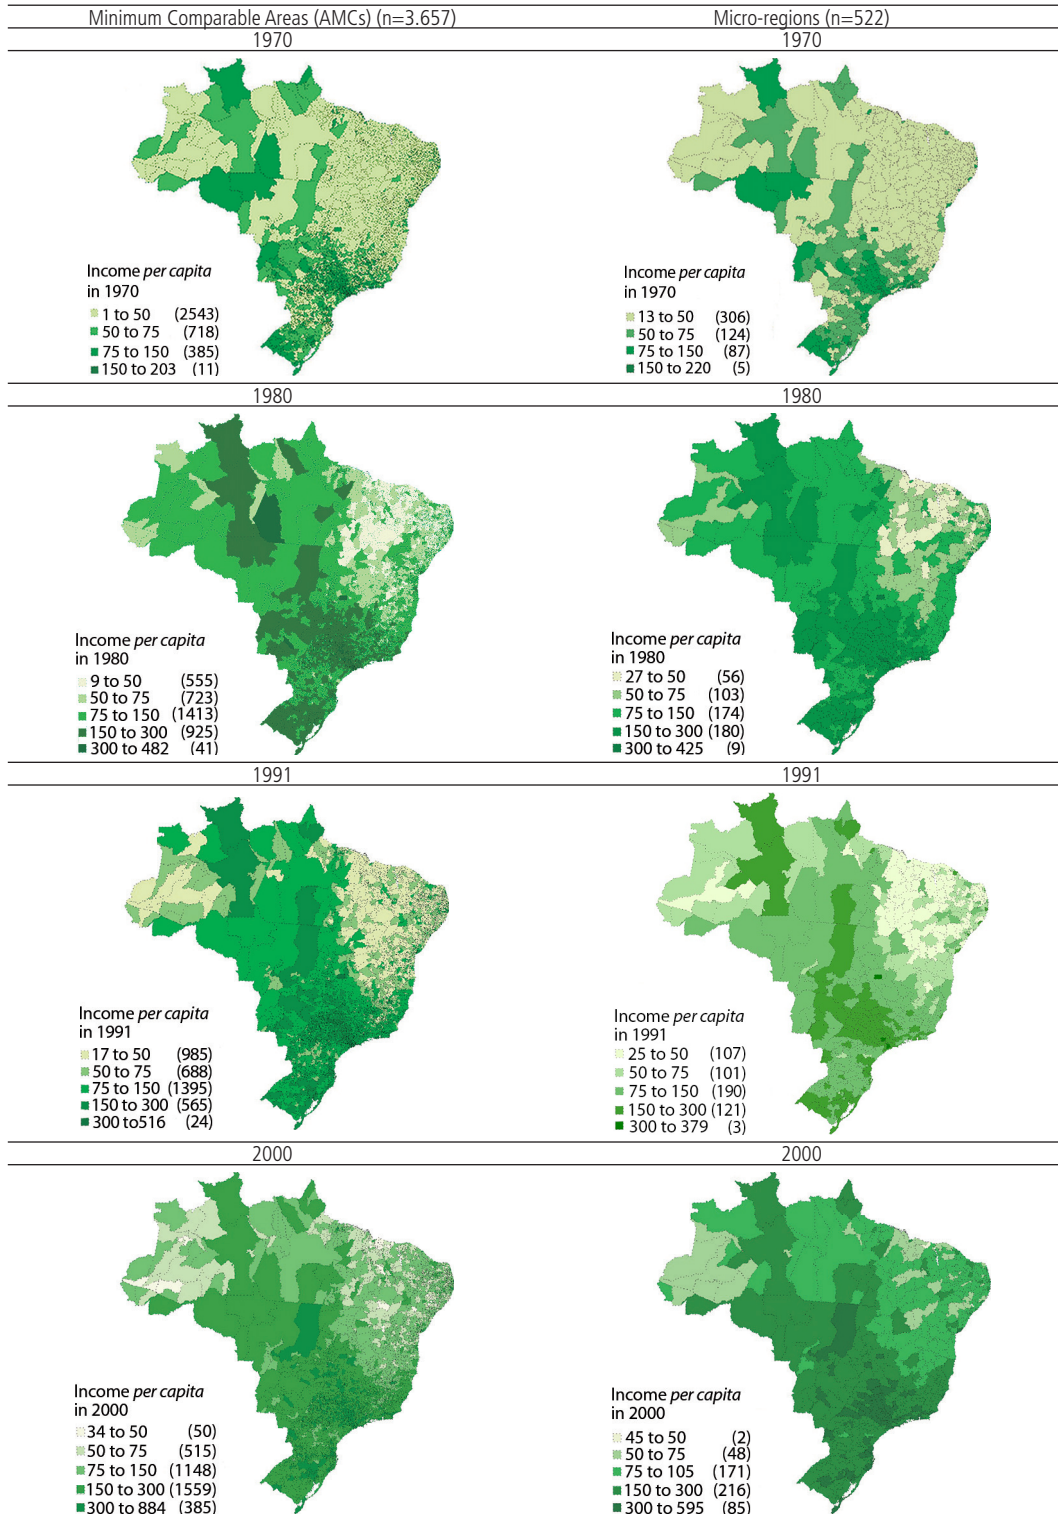 Minimum Comparable Areas (AMCs) (n=3.657)
Micro-regions (n=522)
1970
1970
Income per capita
in 1970
1 to 50 (2543)
50 to 75 (718)
75 to 150 (385)
150 to 203 (11)
Income per capita
in 1970
13 to 50 (306)
50 to 75 (124)
75 to 150 (87)
150 to 220 (5)
1980
1980
Income per capita
in 1980
9 to 50 (555)
50 to 75 (723)
75 to 150 (1413)
150 to 300 (925)
300 to 482 (41)
Income per capita
in 1980
27 to 50 (56)
50 to 75 (103)
75 to 150 (174)
150 to 300 (180)
300 to 425 (9)
1991
1991
Income per capita
in 1991
17 to 50 (985)
50 to 75 (688)
75 to 150 (1395)
150 to 300 (565)
300 to516 (24)
Income per capita
in 1991
25 to 50 (107)
50 to 75 (101)
75 to 150 (190)
150 to 300 (121)
300 to 379 (3)
2000
2000
Income per capita
in 2000
34 to 50 (50)
50 to 75 (515)
75 to 150 (1148)
150 to 300 (1559)
300 to 884 (385)
Income per capita
in 2000
45 to 50 (2)
50 to 75 (48)
75 to 105 (171)
150 to 300 (216)
300 to 595 (85)